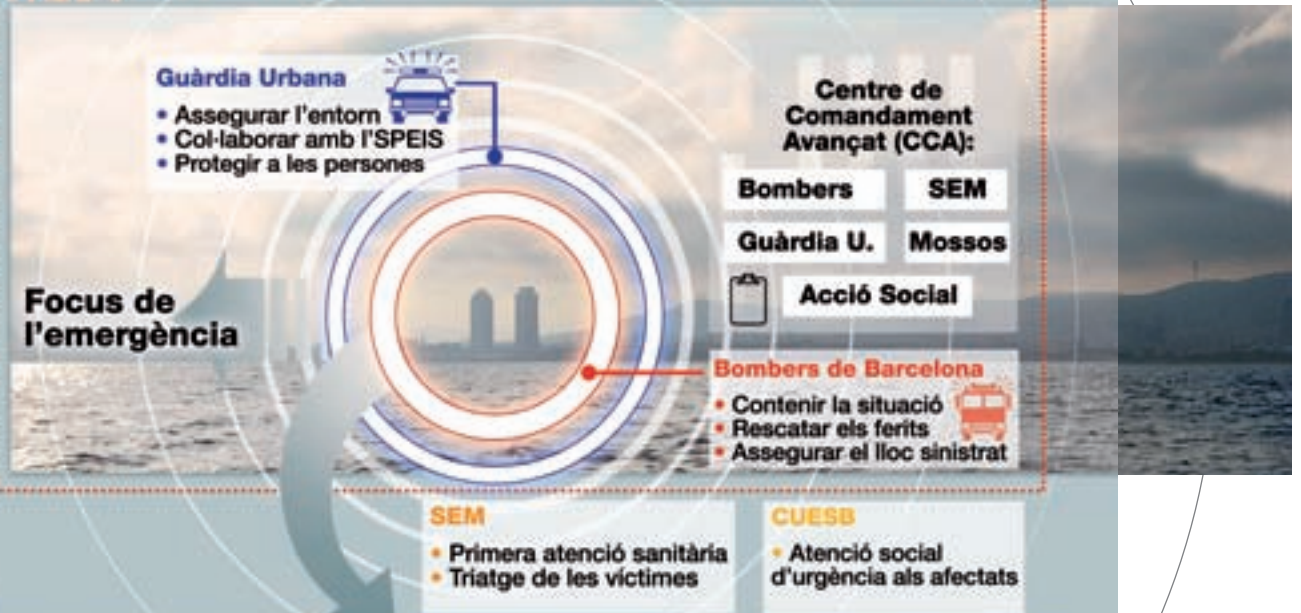 Guàrdia Urbana
• Assegurar l'entorn
• Col·laborar amb l'SPEIS
• Protegir a les persones
Centre de
Comandament
Avançat (CCA):
Bombers
SEM
Guàrdia U.
Mossos
Acció Social
Focus de
l'emergència
Bombers de Barcelona
• Contenir la situació
• Rescatar els ferits
• Assegurar el lloc sinistrat
SEM
• Primera atenció sanitària
• Triatge de les víctimes
CUESB
• Atenció social
d'urgència als afectats